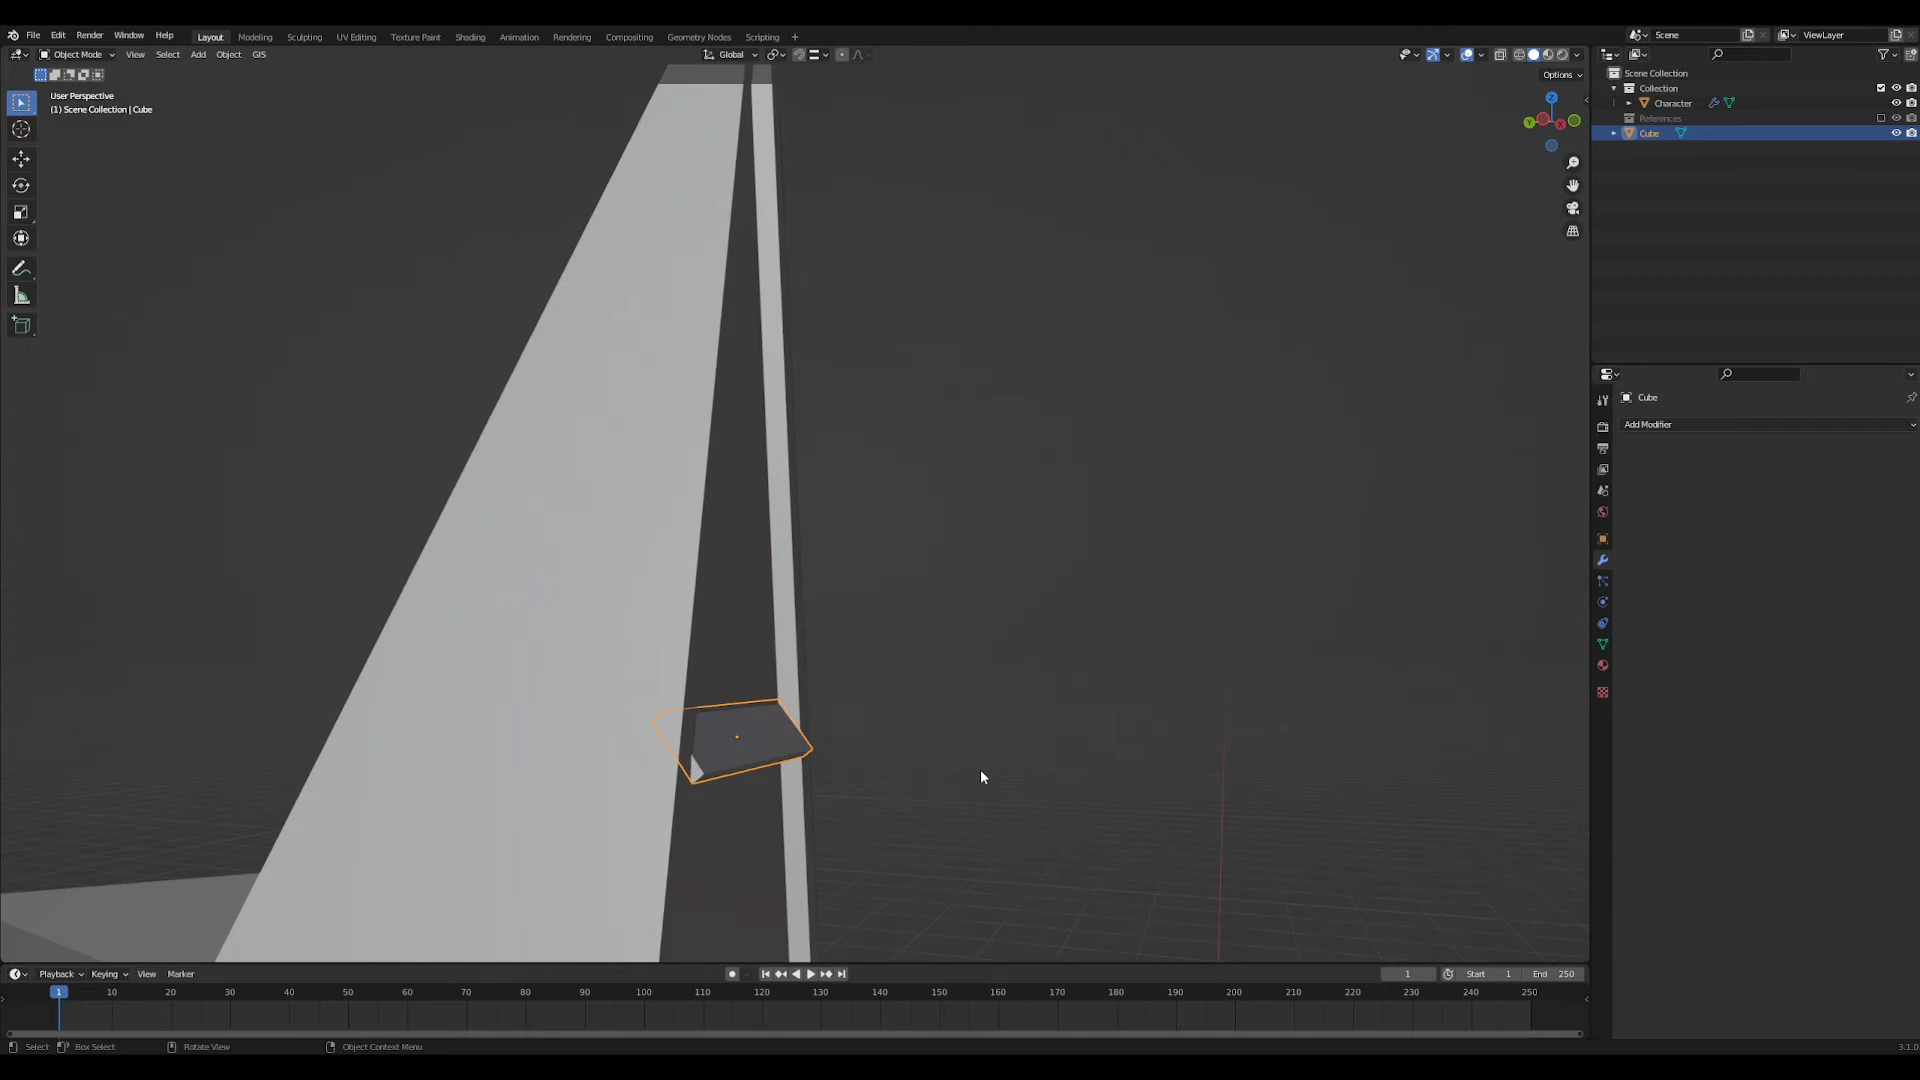 File Edit Render Window Help Layout Modeling Sculpting UV Editing Texture Paint Shading Animation Rendering Compositing Geometry Nodes Scripting + Scene ViewLayer
Object Mode View Select Add Object GIS Global
Options
User Perspective
(1) Scene Collection | Cube
Z
Y X
Scene Collection
Collection
Character
References
Cube
Cube
Add Modifier
Playback Keying View Marker 1 Start 1 End 250
1 10 20 30 40 50 60 70 80 90 100 110 120 130 140 150 160 170 180 190 200 210 220 230 240 250
Select Box Select Rotate View Object Context Menu 3.1.0